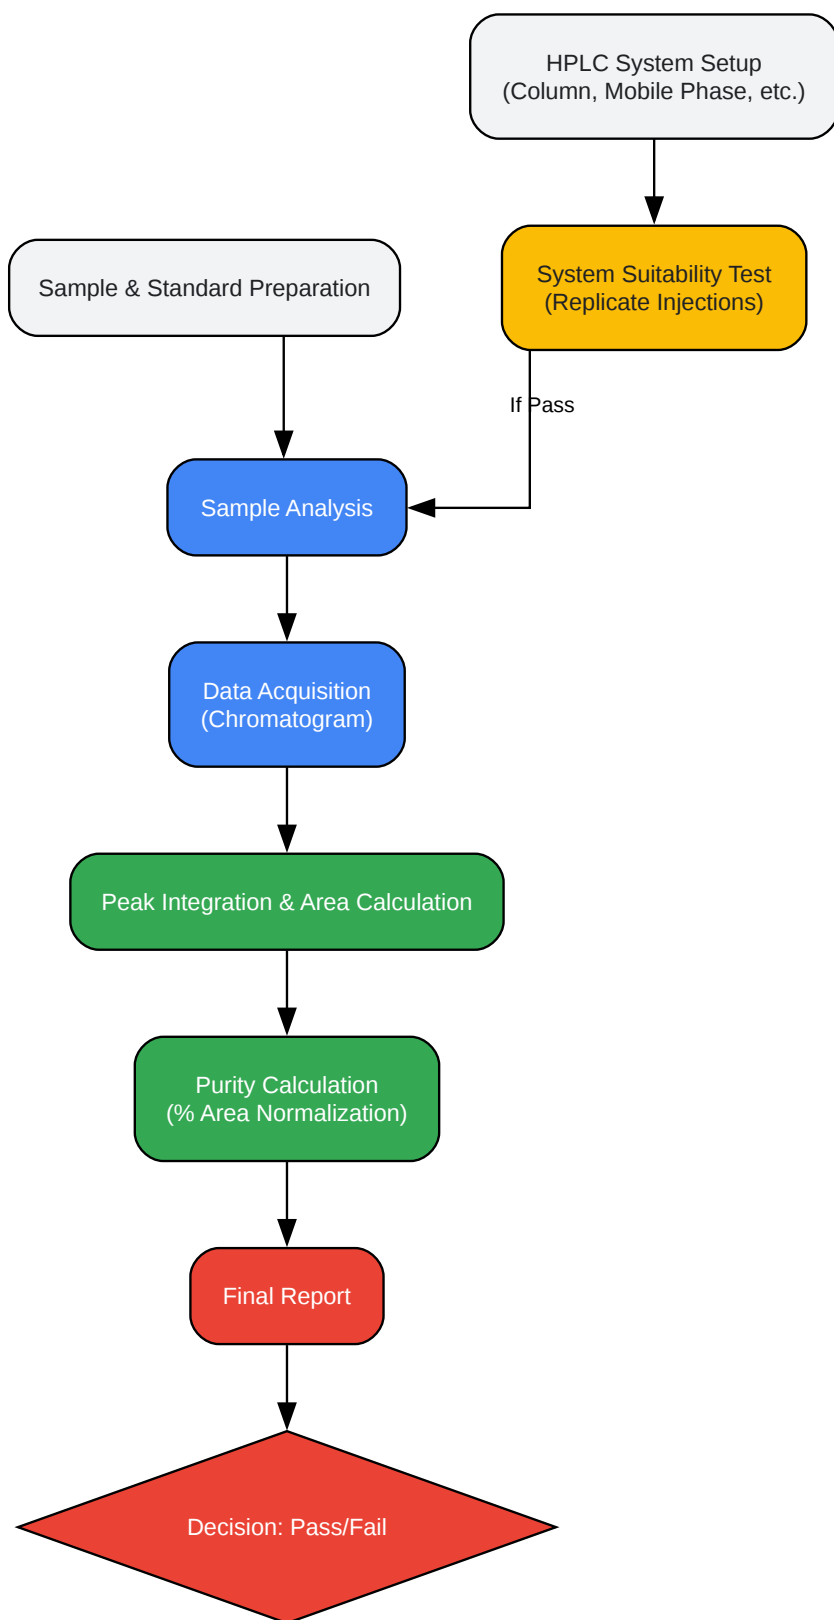 HPLC System Setup
(Column, Mobile Phase, etc.)
Sample & Standard Preparation
System Suitability Test
(Replicate Injections)
If Pass
Sample Analysis
Data Acquisition
(Chromatogram)
Peak Integration & Area Calculation
Purity Calculation
(% Area Normalization)
Final Report
Decision: Pass/Fail